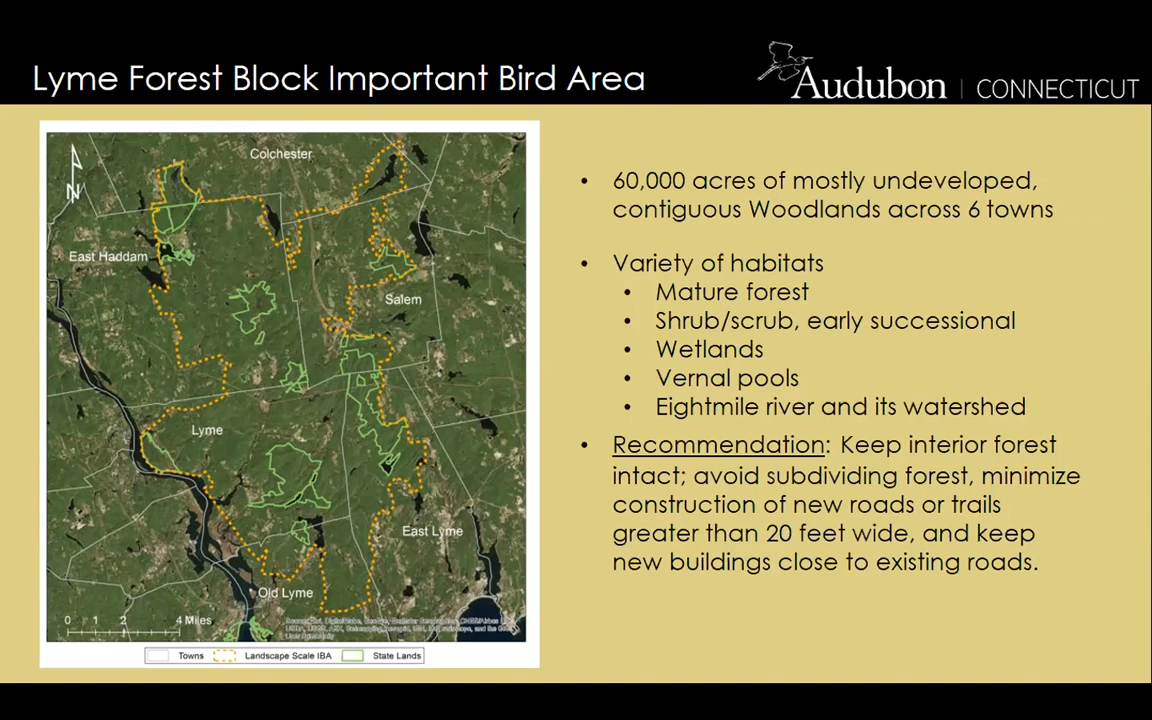 Lyme Forest Block Important Bird Area
Audubon | CONNECTICUT
N
Colchester
East Haddam
Salem
Lyme
East Lyme
Old Lyme
0 1 2 4 Miles
Towns Landscape Scale IBA State Lands
• 60,000 acres of mostly undeveloped,
contiguous Woodlands across 6 towns
• Variety of habitats
• Mature forest
• Shrub/scrub, early successional
• Wetlands
• Vernal pools
• Eightmile river and its watershed
• Recommendation: Keep interior forest
intact; avoid subdividing forest, minimize
construction of new roads or trails
greater than 20 feet wide, and keep
new buildings close to existing roads.